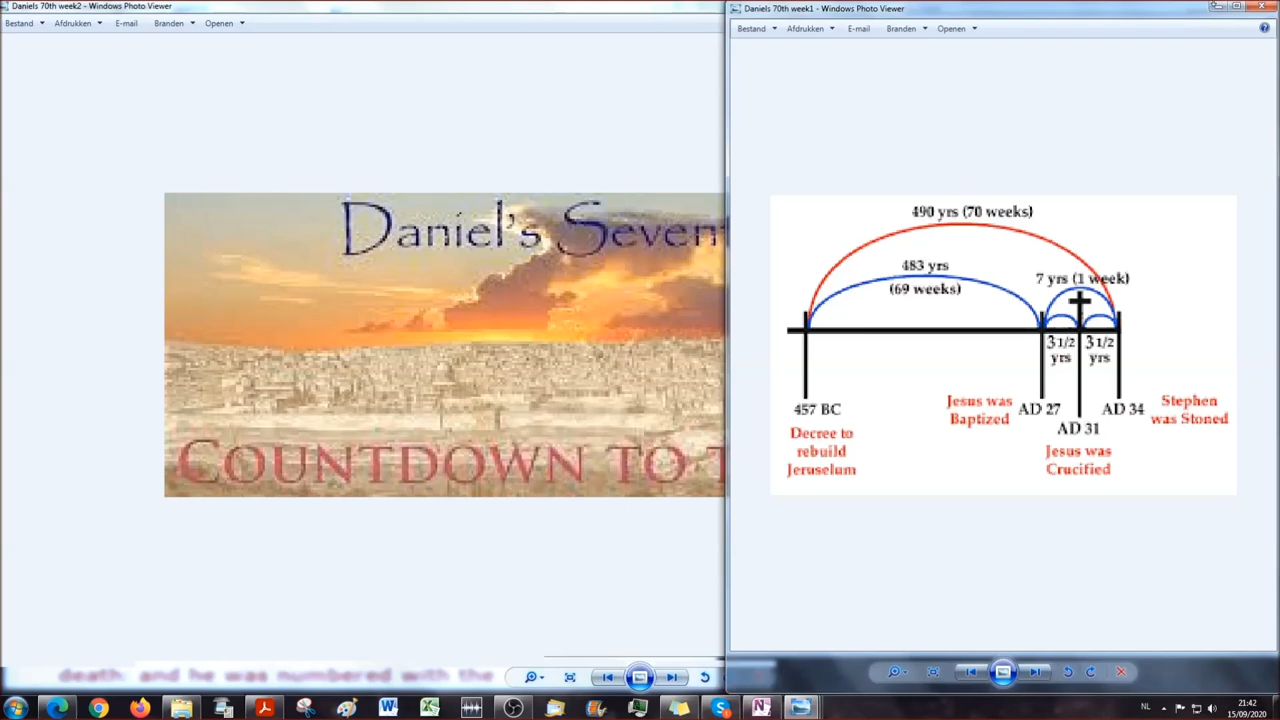 Daniels 70th week2 - Windows Photo Viewer
Bestand Afdrukken E-mail Branden Openen
Daniel's Sevent
COUNTDOWN TO T
death and he was numbered with the
Daniels 70th week1 - Windows Photo Viewer
Bestand Afdrukken E-mail Branden Openen
490 yrs (70 weeks)
483 yrs
(69 weeks)
7 yrs (1 week)
3 1/2
yrs
3 1/2
yrs
457 BC
Decree to
rebuild
Jeruselum
Jesus was
Baptized
AD 27
AD 31
Jesus was
Crucified
AD 34
Stephen
was Stoned
NL
21:42
15/09/2020